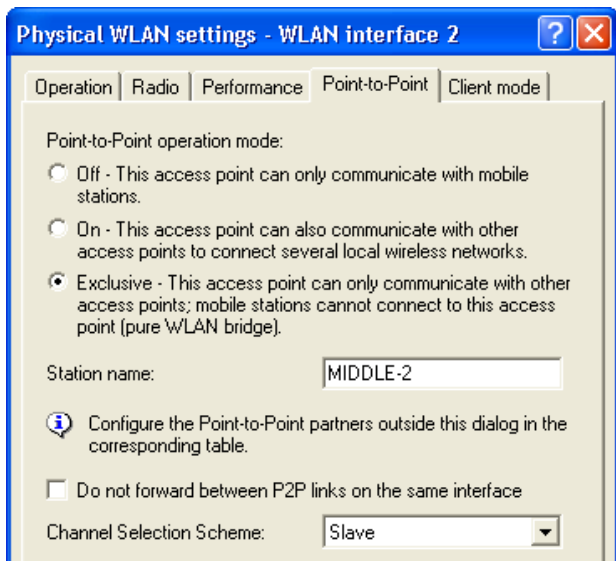 Physical WLAN settings - WLAN interface 2
Operation Radio Performance Point-to-Point Client mode
Point-to-Point operation mode:
Off - This access point can only communicate with mobile
stations.
On - This access point can also communicate with other
access points to connect several local wireless networks.
Exclusive - This access point can only communicate with other
access points; mobile stations cannot connect to this access
point (pure WLAN bridge).
Station name: MIDDLE-2
Configure the Point-to-Point partners outside this dialog in the
corresponding table.
Do not forward between P2P links on the same interface
Channel Selection Scheme: Slave